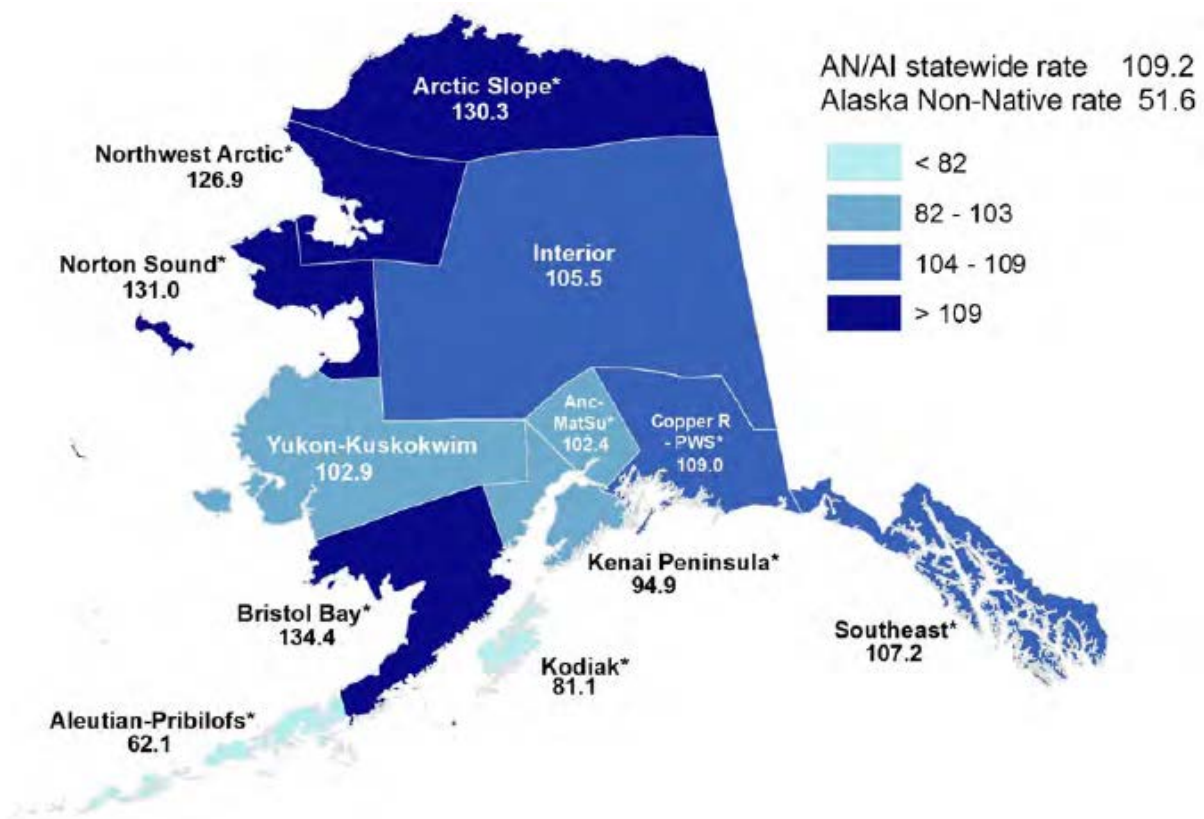 AN/AI statewide rate 109.2
Alaska Non-Native rate 51.6
< 82
82 - 103
104 - 109
> 109
Arctic Slope*
130.3
Northwest Arctic*
126.9
Norton Sound*
131.0
Interior
105.5
Yukon-Kuskokwim
102.9
Anc-
MatSu*
102.4
Copper R
- PWS*
109.0
Kenai Peninsula*
94.9
Bristol Bay*
134.4
Kodiak*
81.1
Southeast*
107.2
Aleutian-Pribilofs*
62.1